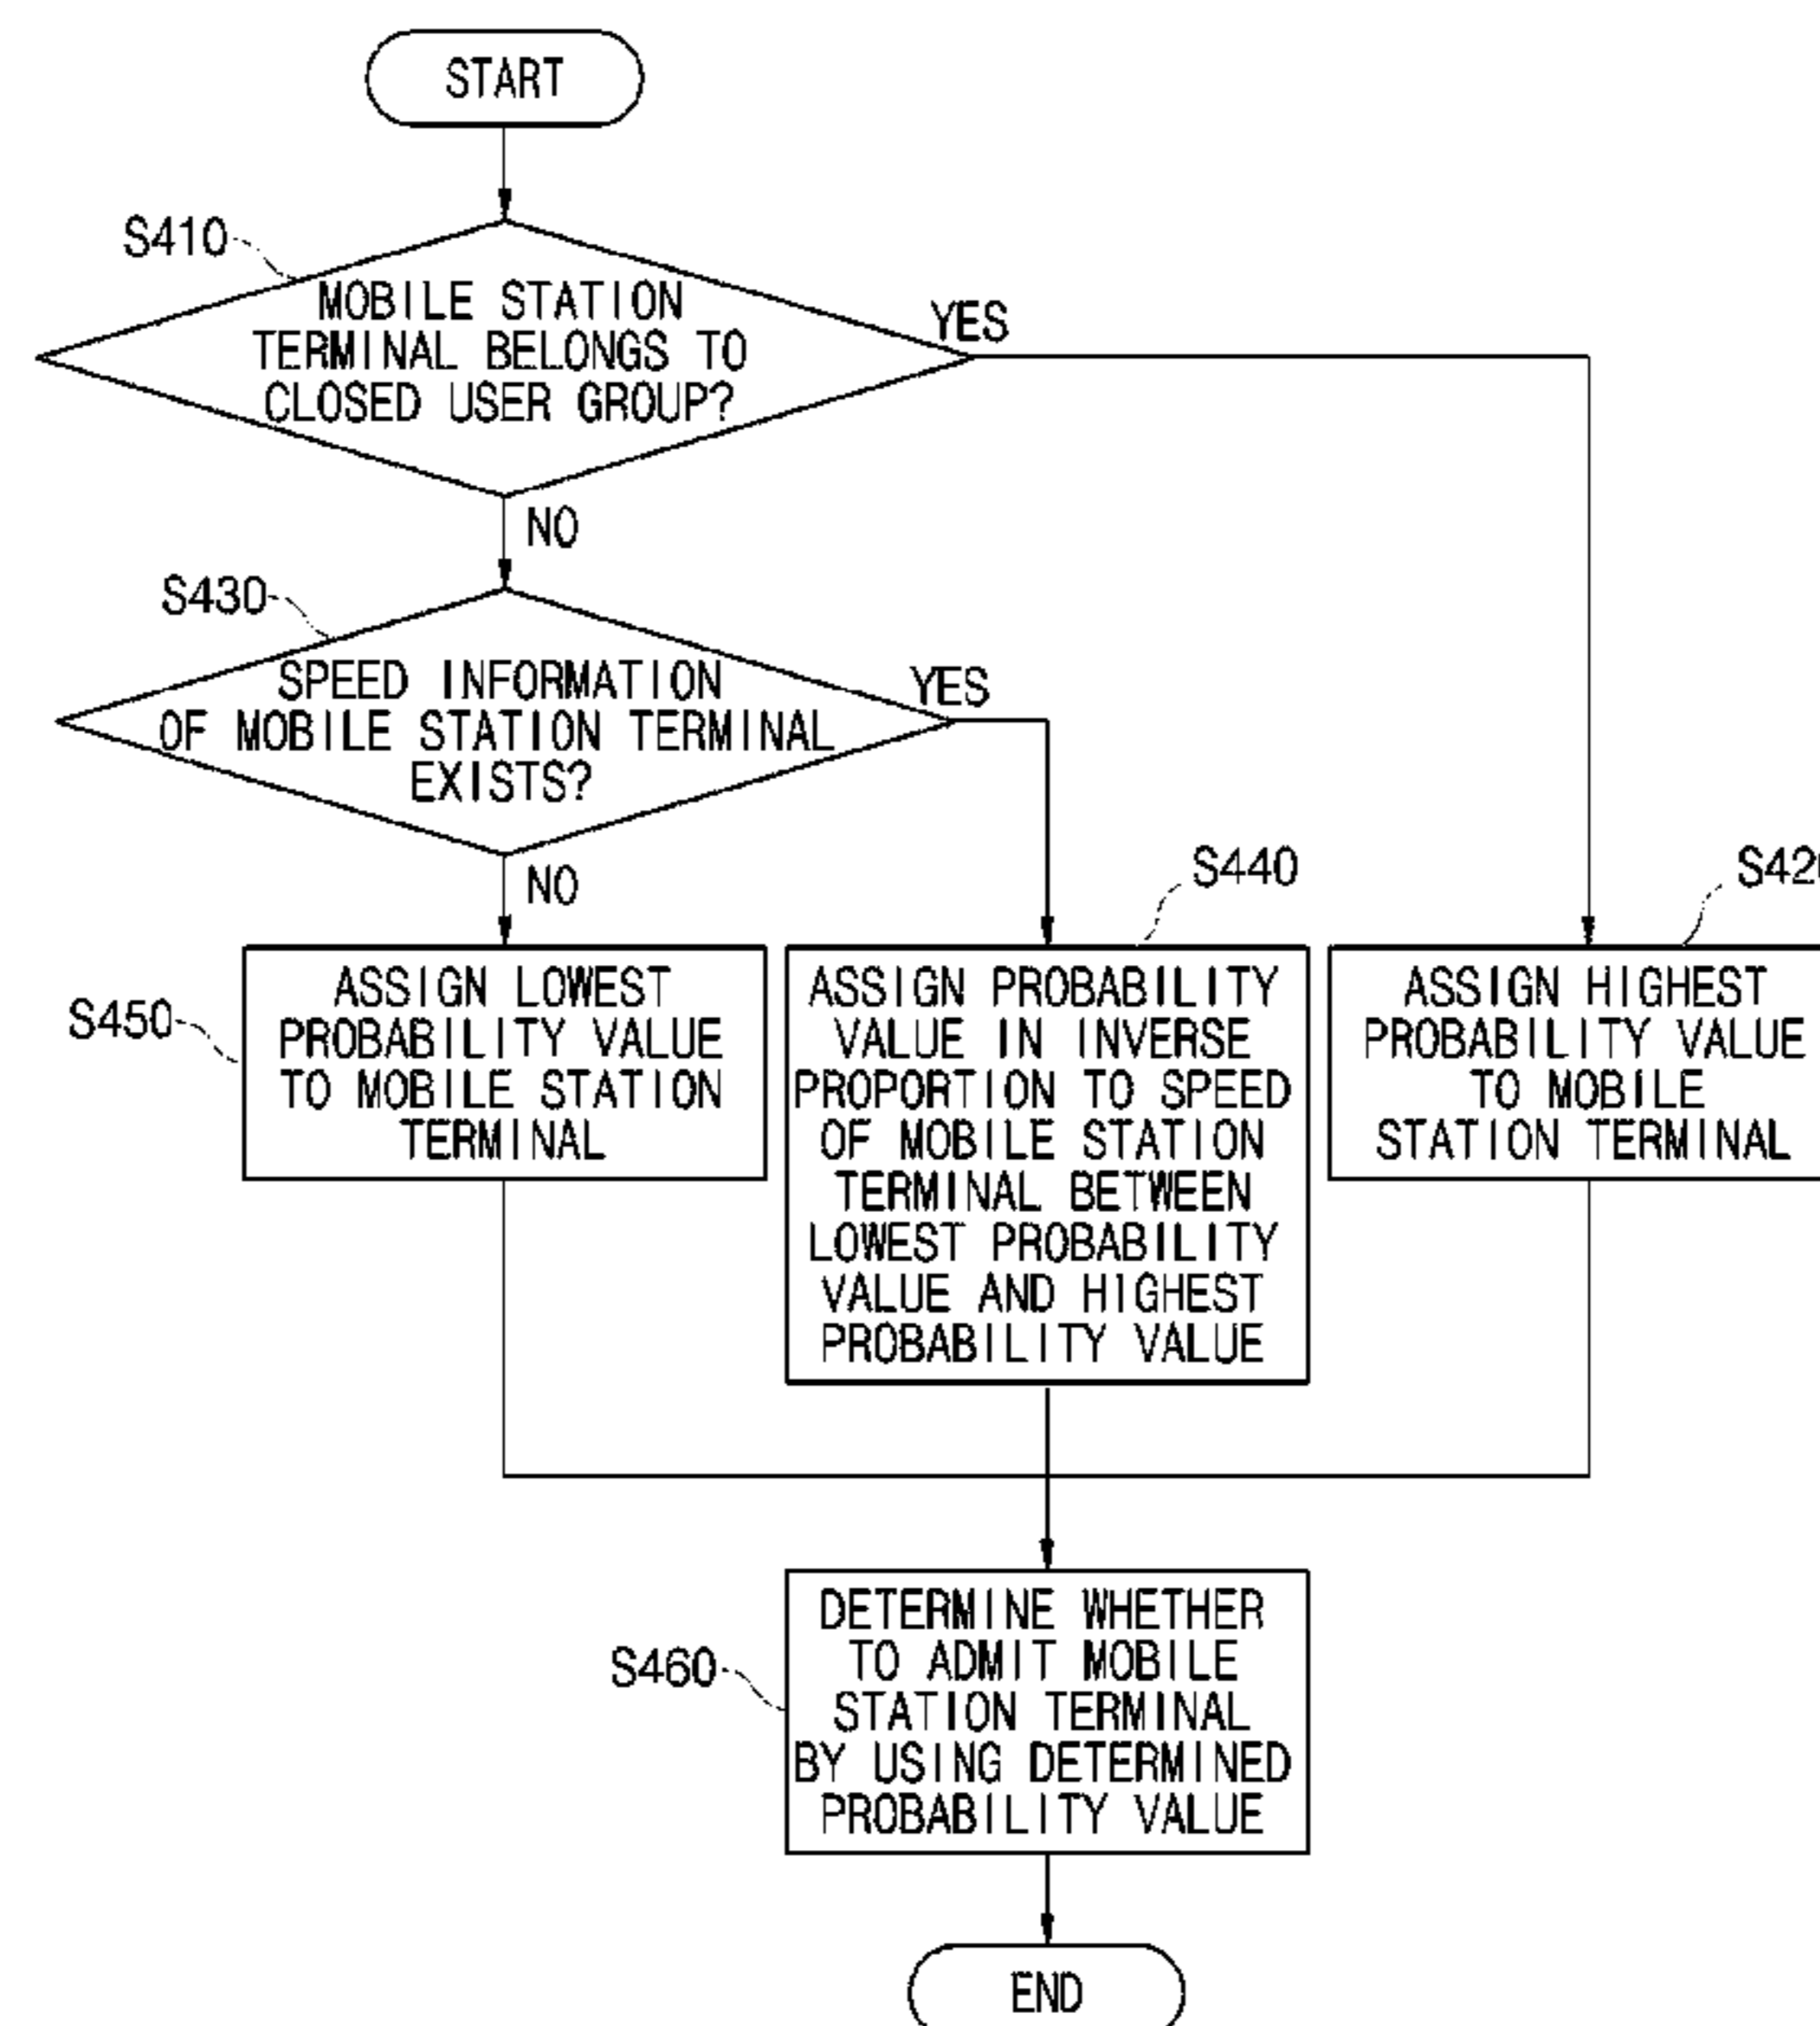 START
S410
MOBILE STATION
TERMINAL BELONGS TO
CLOSED USER GROUP?
YES
NO
S430
SPEED INFORMATION
OF MOBILE STATION TERMINAL
EXISTS?
YES
NO
S440
S420
S450
ASSIGN LOWEST
PROBABILITY VALUE
TO MOBILE STATION
TERMINAL
ASSIGN PROBABILITY
VALUE IN INVERSE
PROPORTION TO SPEED
OF MOBILE STATION
TERMINAL BETWEEN
LOWEST PROBABILITY
VALUE AND HIGHEST
PROBABILITY VALUE
ASSIGN HIGHEST
PROBABILITY VALUE
TO MOBILE
STATION TERMINAL
S460
DETERMINE WHETHER
TO ADMIT MOBILE
STATION TERMINAL
BY USING DETERMINED
PROBABILITY VALUE
END